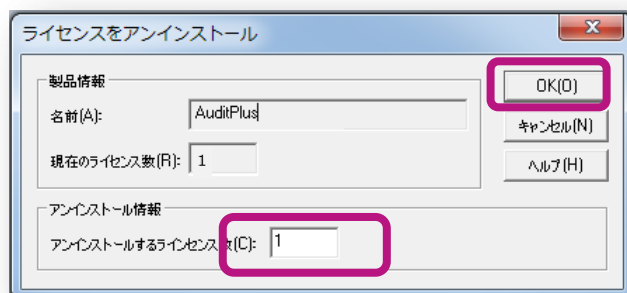 ライセンスをアンインストール
製品情報
名前(A): AuditPlus
現在のライセンス数(R): 1
OK(O)
キャンセル(N)
ヘルプ(H)
アンインストール情報
アンインストールするラインセンス数(C): 1